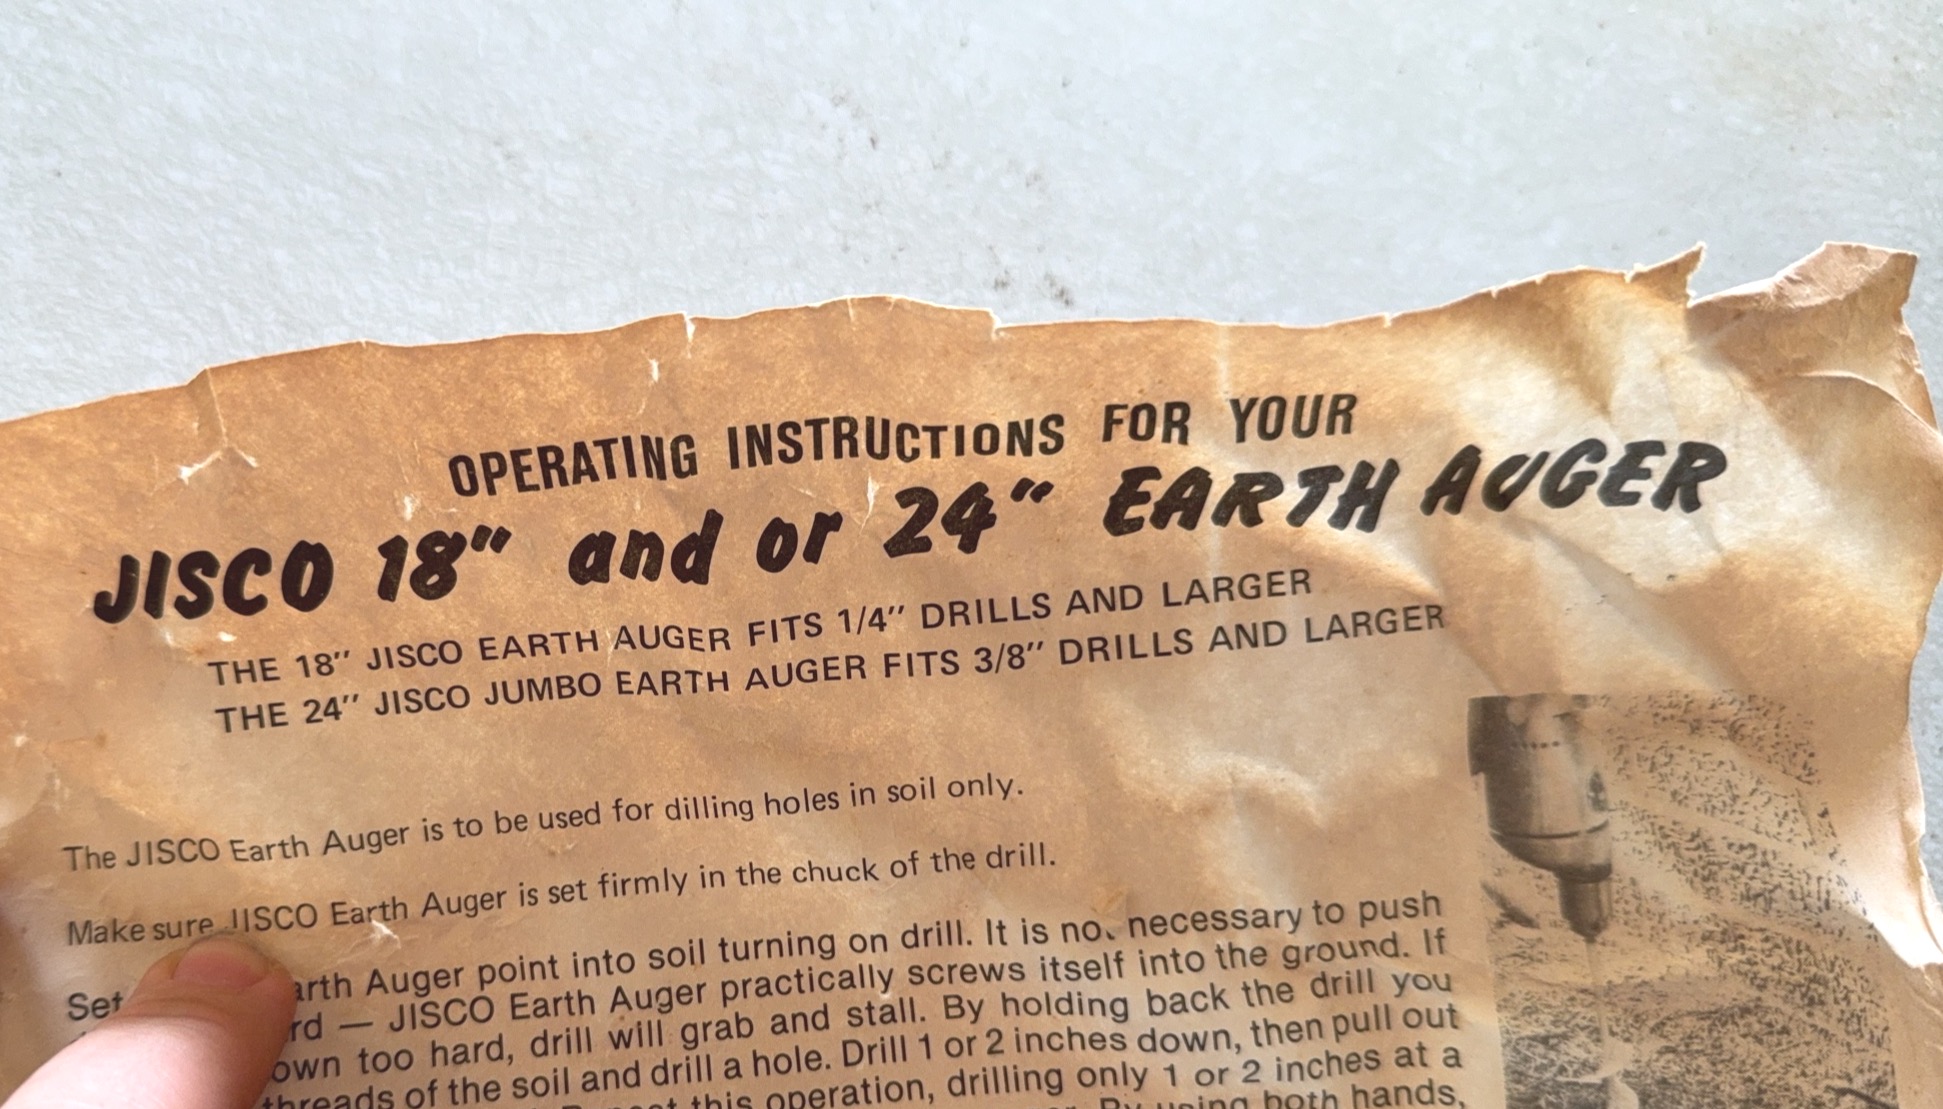 OPERATING INSTRUCTIONS FOR YOUR
JISCO 18" and or 24" EARTH AUGER
THE 18" JISCO EARTH AUGER FITS 1/4" DRILLS AND LARGER
THE 24" JISCO JUMBO EARTH AUGER FITS 3/8" DRILLS AND LARGER
The JISCO Earth Auger is to be used for dilling holes in soil only.
Make sure JISCO Earth Auger is set firmly in the chuck of the drill.
Set arth Auger point into soil turning on drill. It is no. necessary to push
rd — JISCO Earth Auger practically screws itself into the ground. If
own too hard, drill will grab and stall. By holding back the drill you
threads of the soil and drill a hole. Drill 1 or 2 inches down, then pull out
this operation, drilling only 1 or 2 inches at a
By using both hands,